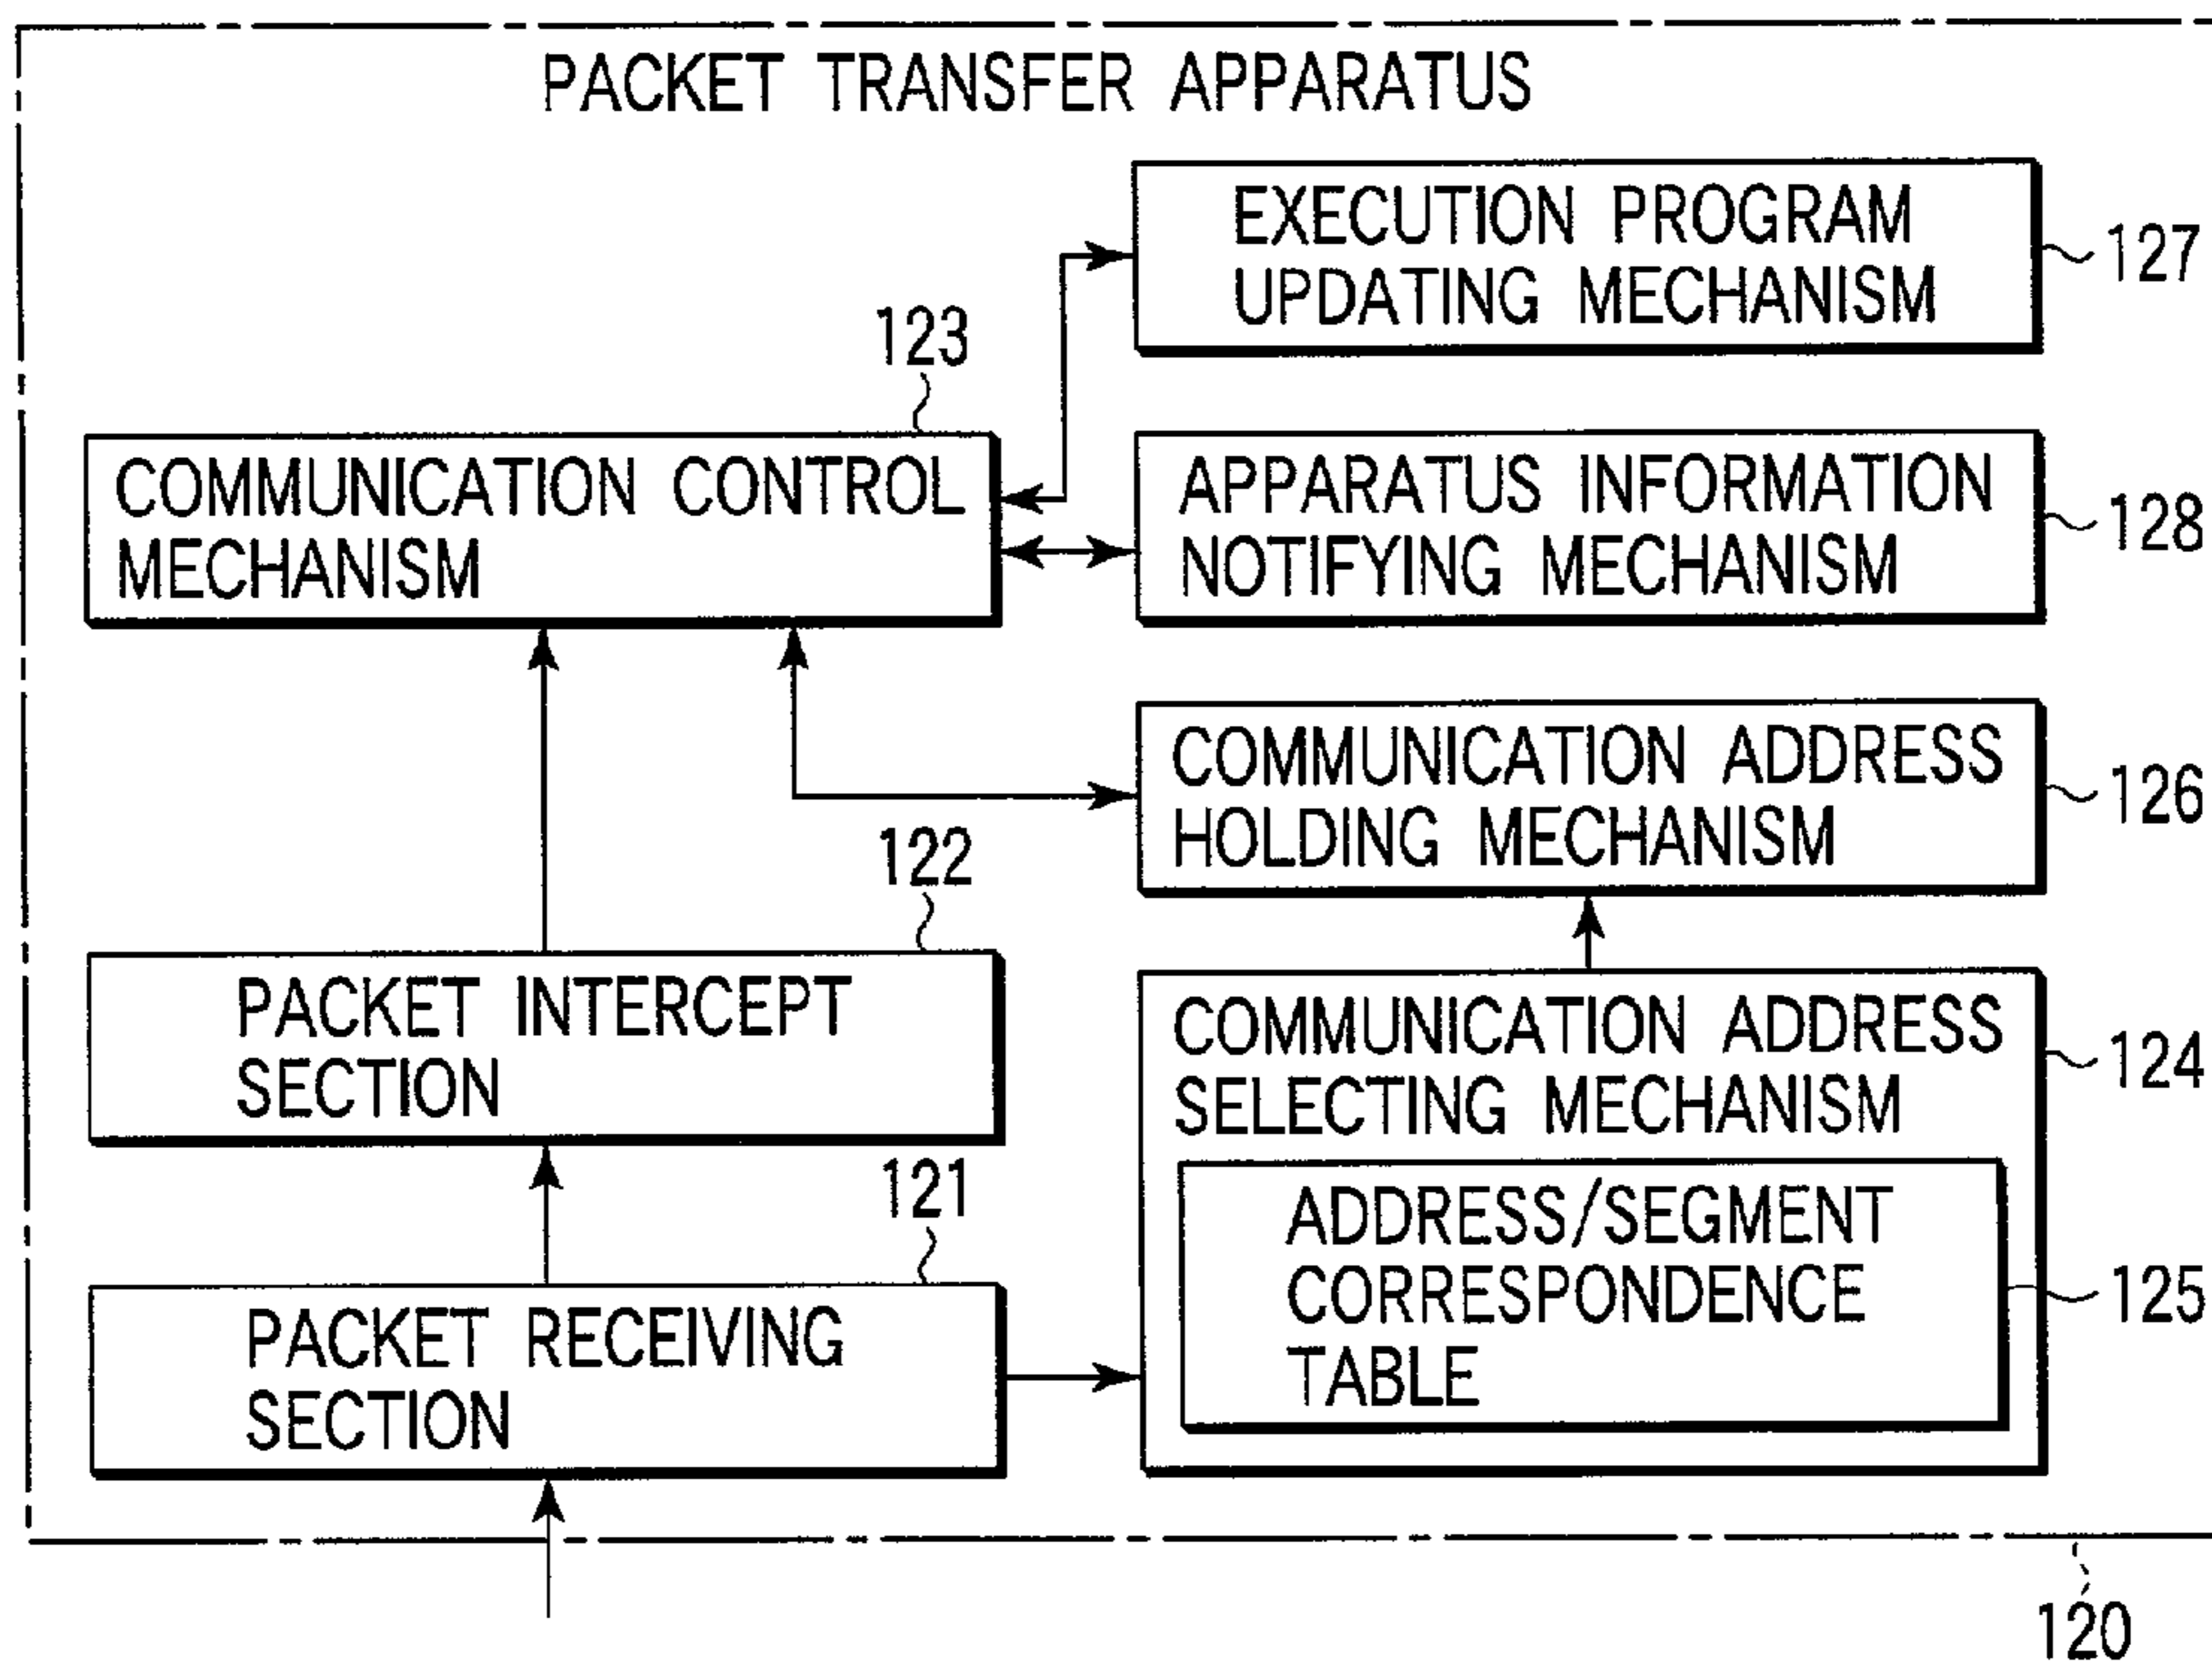 PACKET TRANSFER APPARATUS
EXECUTION PROGRAM
UPDATING MECHANISM
127
123
COMMUNICATION CONTROL
MECHANISM
APPARATUS INFORMATION
NOTIFYING MECHANISM
128
COMMUNICATION ADDRESS
HOLDING MECHANISM
126
122
PACKET INTERCEPT
SECTION
COMMUNICATION ADDRESS
SELECTING MECHANISM
124
121
PACKET RECEIVING
SECTION
ADDRESS/SEGMENT
CORRESPONDENCE
TABLE
125
120